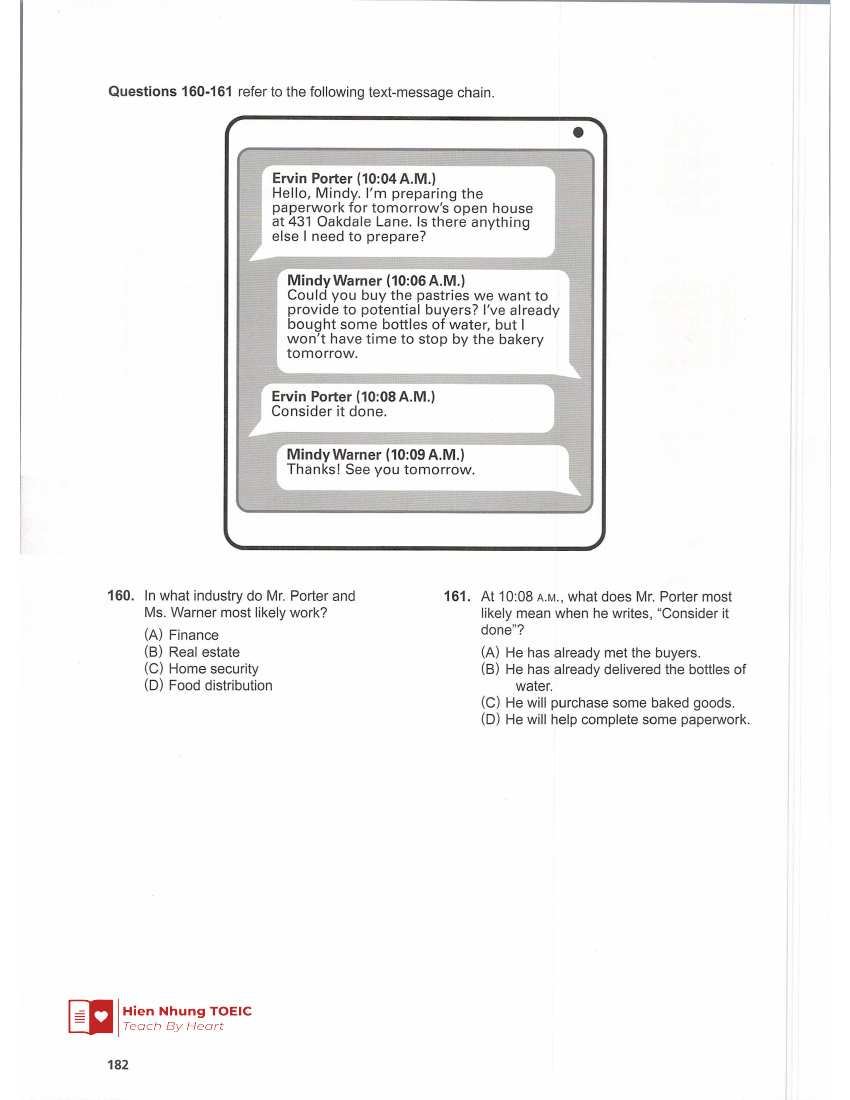 Questions 160-161 refer to the following text-message chain.
Ervin Porter (10:04 A.M.)
Hello, Mindy. I'm preparing the
paperwork for tomorrow's open house
at 431 Oakdale Lane. Is there anything
else I need to prepare?
Mindy Warner (10:06 A.M.)
Could you buy the pastries we want to
provide to potential buyers? I've already
bought some bottles of water, but I
won't have time to stop by the bakery
tomorrow.
Ervin Porter (10:08 A.M.)
Consider it done.
Mindy Warner (10:09 A.M.)
Thanks! See you tomorrow.
160. In what industry do Mr. Porter and
Ms. Warner most likely work?
(A) Finance
(B) Real estate
(C) Home security
(D) Food distribution
161. At 10:08 A.M., what does Mr. Porter most
likely mean when he writes, “Consider it
done”?
(A) He has already met the buyers.
(B) He has already delivered the bottles of
water.
(C) He will purchase some baked goods.
(D) He will help complete some paperwork.
Hien Nhung TOEIC
Teach By Heart
182